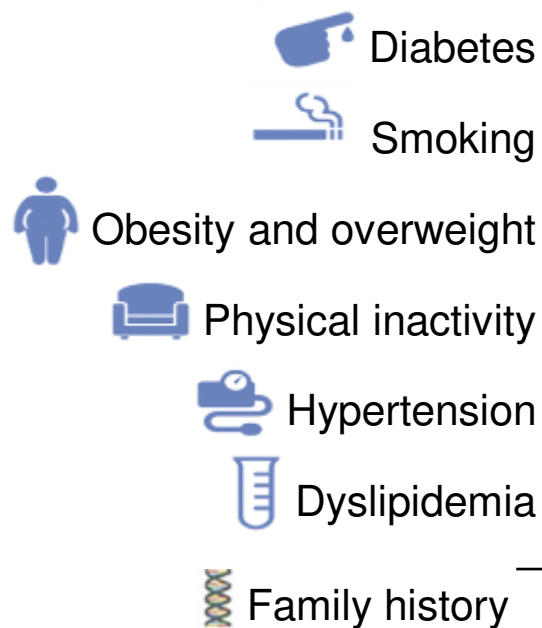 Diabetes
Smoking
Obesity and overweight
Physical inactivity
Hypertension
Dyslipidemia
Family history